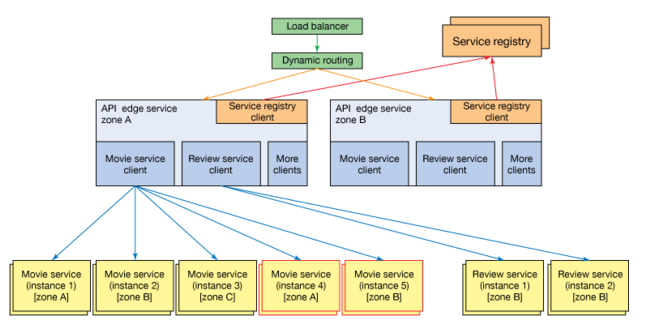 Load balancer
Dynamic routing
Service registry
API edge service
zone A
Service registry
client
Movie service
client
Review service
client
More
clients
API edge service
zone B
Service registry
client
Movie service
client
Review service
client
More
clients
Movie service
(instance 1)
[zone A]
Movie service
(instance 2)
[zone B]
Movie service
(instance 3)
[zone C]
Movie service
(instance 4)
[zone A]
Movie service
(instance 5)
[zone B]
Review service
(instance 1)
[zone B]
Review service
(instance 2)
[zone B]